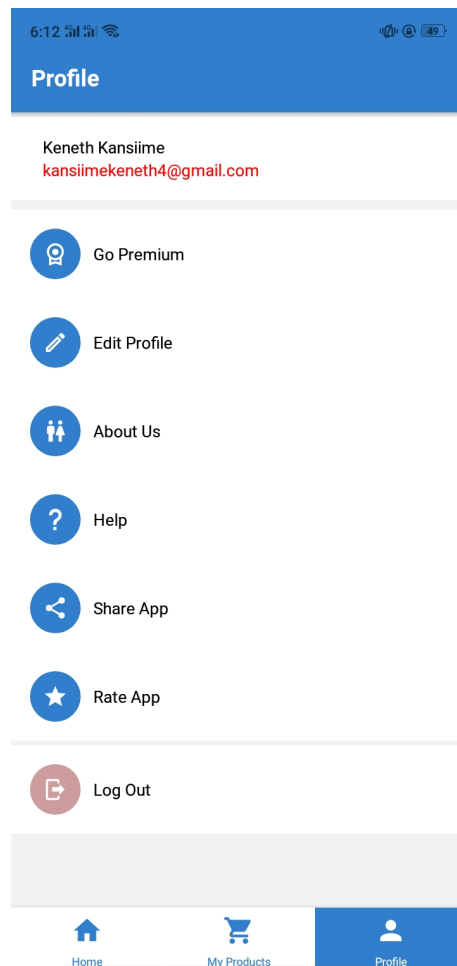 6:12
49
Profile
Keneth Kansiime
kansiimekeneth4@gmail.com
Go Premium
Edit Profile
About Us
Help
Share App
Rate App
Log Out
Home
My Products
Profile